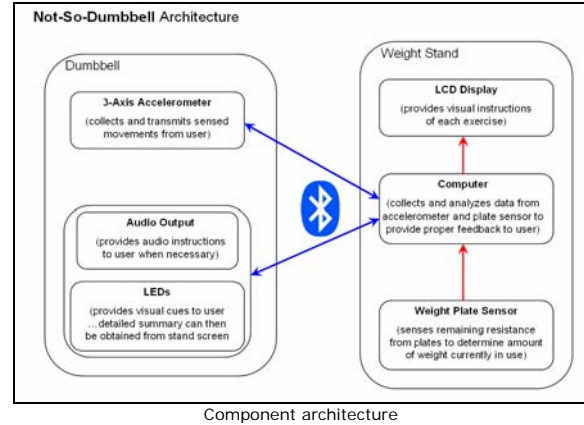 Not-So-Dumbbell Architecture
Dumbbell
3-Axis Accelerometer
(collects and transmits sensed
movements from user)
Audio Output
(provides audio instructions
to user when necessary)
LEDs
(provides visual cues to user
...detailed summary can then
be obtained from stand screen
Weight Stand
LCD Display
(provides visual instructions
of each exercise)
Computer
(collects and analyzes data from
accelerometer and plate sensor to
provide proper feedback to user)
Weight Plate Sensor
(senses remaining resistance
from plates to determine amount
of weight currently in use)
Component architecture